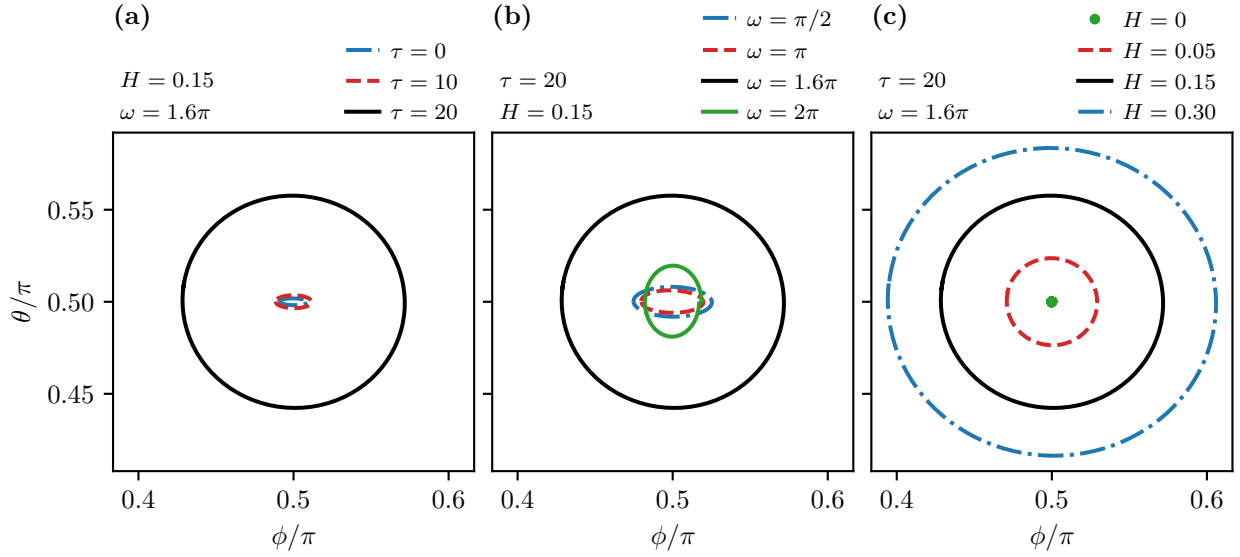 (a)
τ = 0
H = 0.15
τ = 10
ω = 1.6π
τ = 20
(b)
ω = π/2
ω = π
τ = 20
ω = 1.6π
H = 0.15
ω = 2π
(c)
H = 0
H = 0.05
τ = 20
H = 0.15
ω = 1.6π
H = 0.30
θ/π
0.55
0.50
0.45
0.4 0.5 0.6
ϕ/π
0.4 0.5 0.6
ϕ/π
0.4 0.5 0.6
ϕ/π